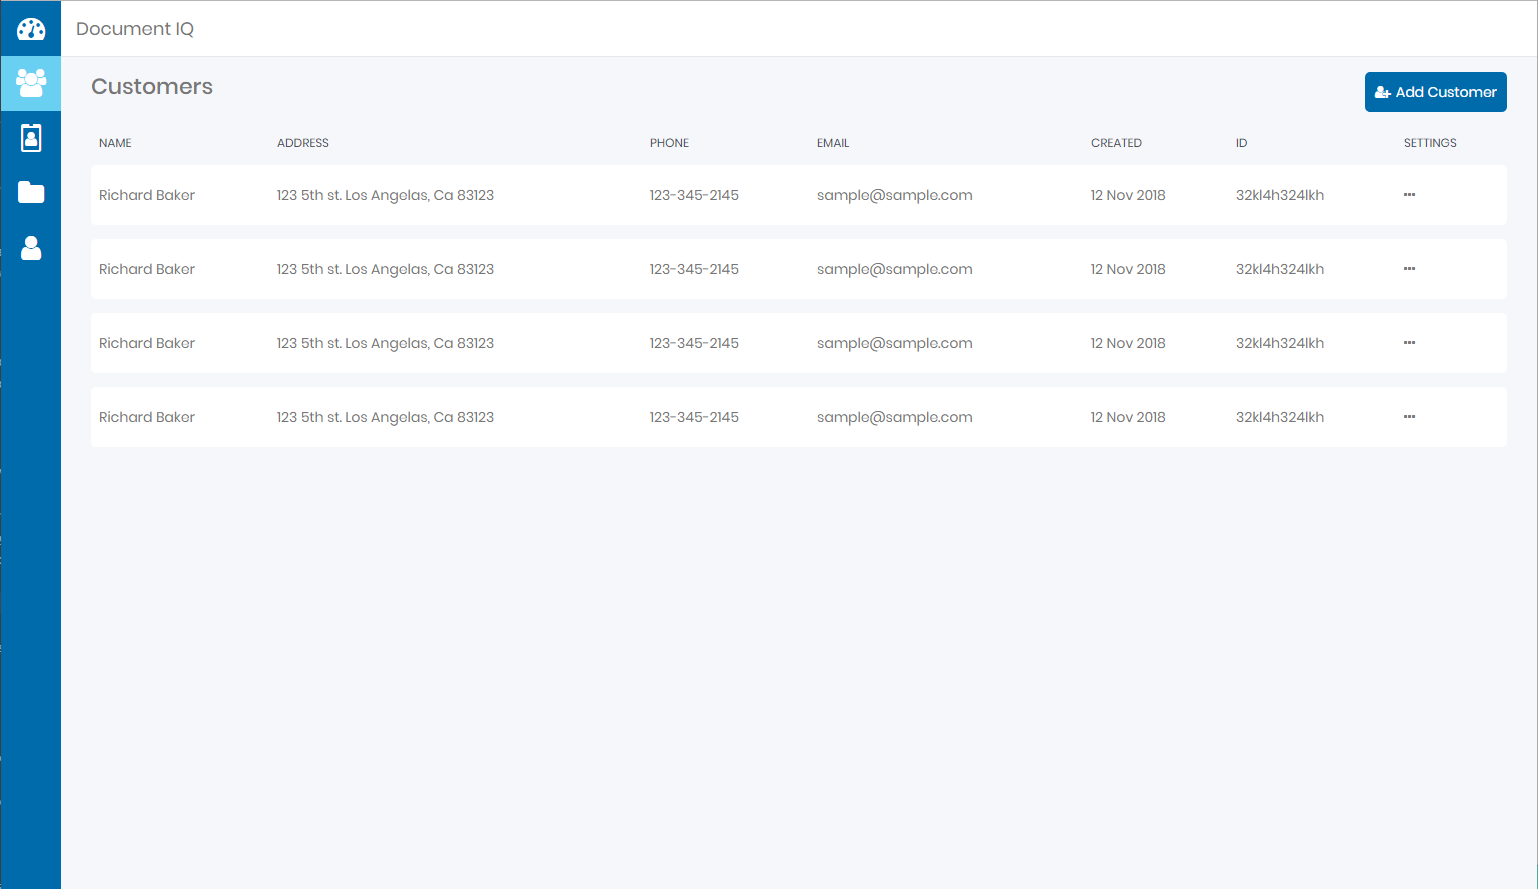 Document IQ
Customers
Add Customer
NAME ADDRESS PHONE EMAIL CREATED ID SETTINGS
Richard Baker 123 5th st. Los Angelas, Ca 83123 123-345-2145 sample@sample.com 12 Nov 2018 32kl4h324lkh
Richard Baker 123 5th st. Los Angelas, Ca 83123 123-345-2145 sample@sample.com 12 Nov 2018 32kl4h324lkh
Richard Baker 123 5th st. Los Angelas, Ca 83123 123-345-2145 sample@sample.com 12 Nov 2018 32kl4h324lkh
Richard Baker 123 5th st. Los Angelas, Ca 83123 123-345-2145 sample@sample.com 12 Nov 2018 32kl4h324lkh